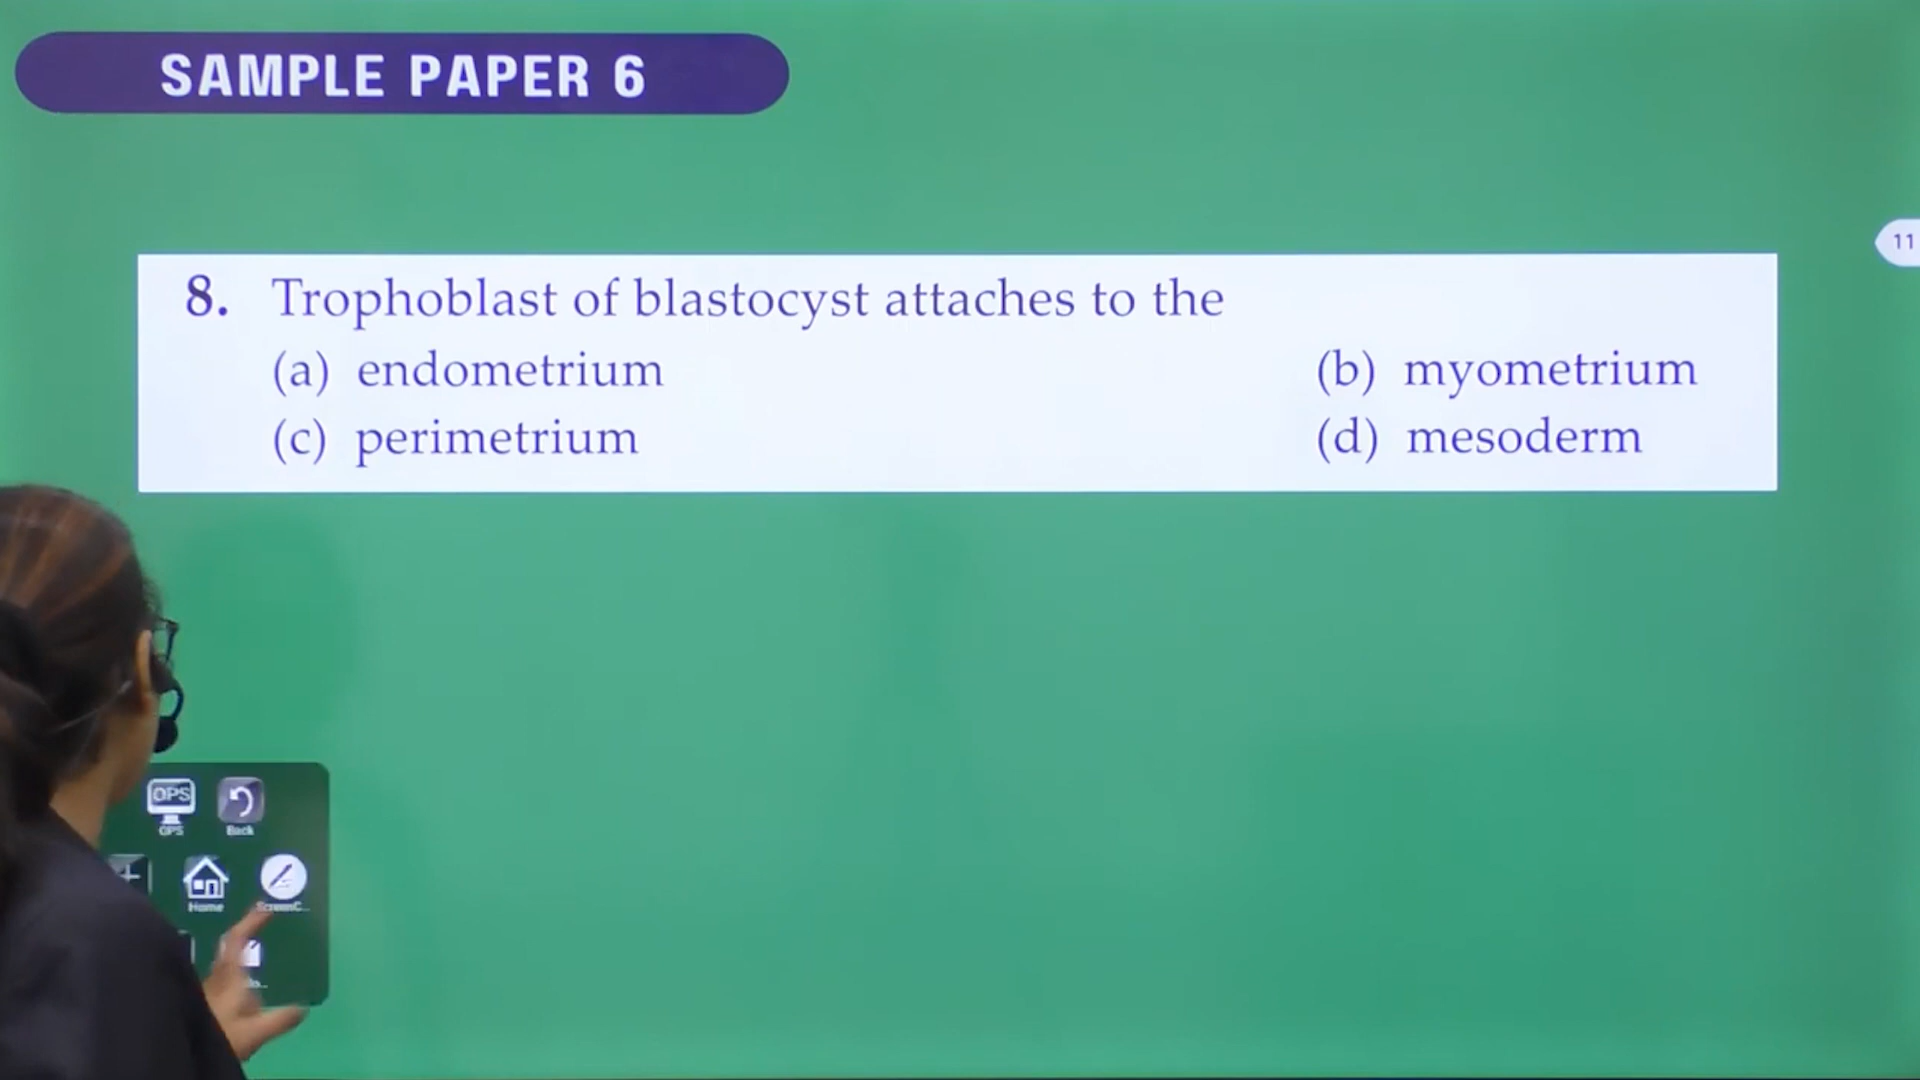 SAMPLE PAPER 6
11
8. Trophoblast of blastocyst attaches to the
(a) endometrium (b) myometrium
(c) perimetrium (d) mesoderm
OPS
OPS Back
Home ScreenC...